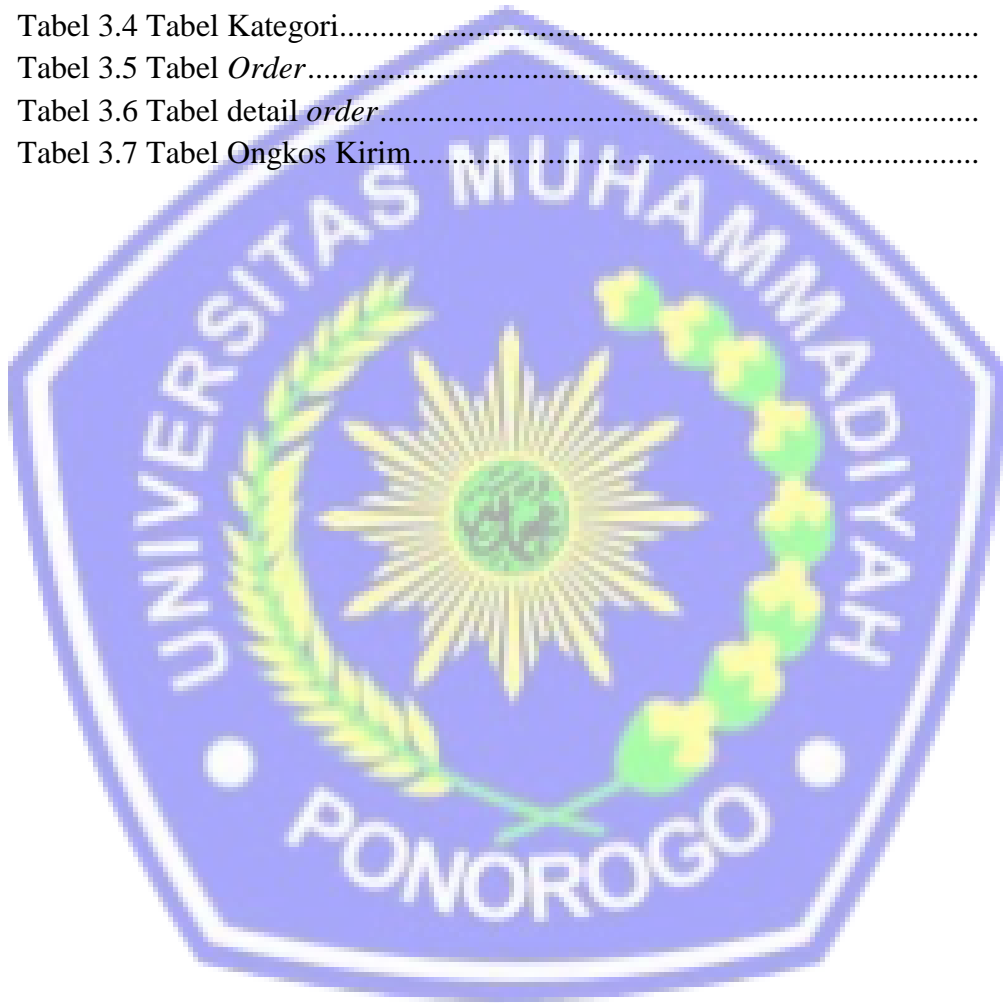 Tabel 3.4 Tabel Kategori.....................................................................................
Tabel 3.5 Tabel Order..........................................................................................
Tabel 3.6 Tabel detail order................................................................................
Tabel 3.7 Tabel Ongkos Kirim...........................................................................
UNIVERSITAS MUHAMMADIYAH
PONOROGO